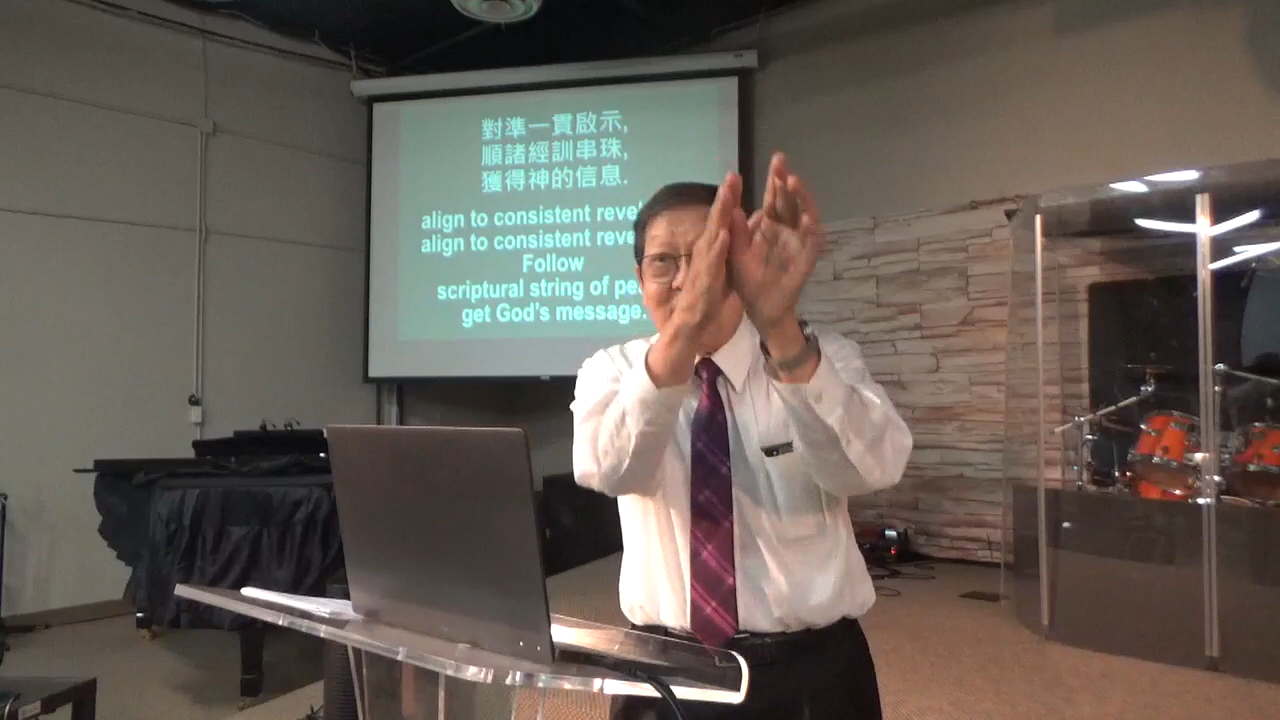 對準一貫啟示,
順諸經訓串珠,
獲得神的信息.
align to consistent
align to consistent
Follow
scriptural string of
get God's message.